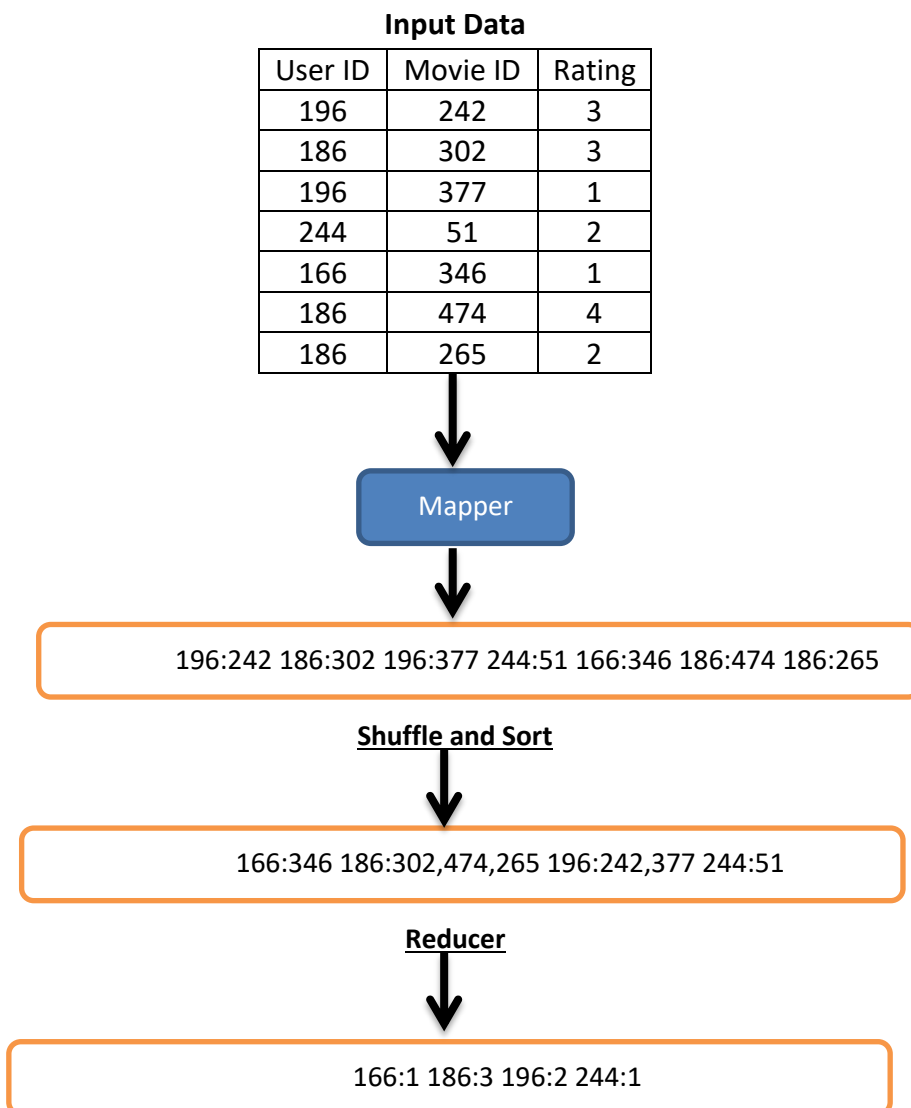 Input Data
User ID Movie ID Rating
196 242 3
186 302 3
196 377 1
244 51 2
166 346 1
186 474 4
186 265 2
Mapper
196:242 186:302 196:377 244:51 166:346 186:474 186:265
Shuffle and Sort
166:346 186:302,474,265 196:242,377 244:51
Reducer
166:1 186:3 196:2 244:1